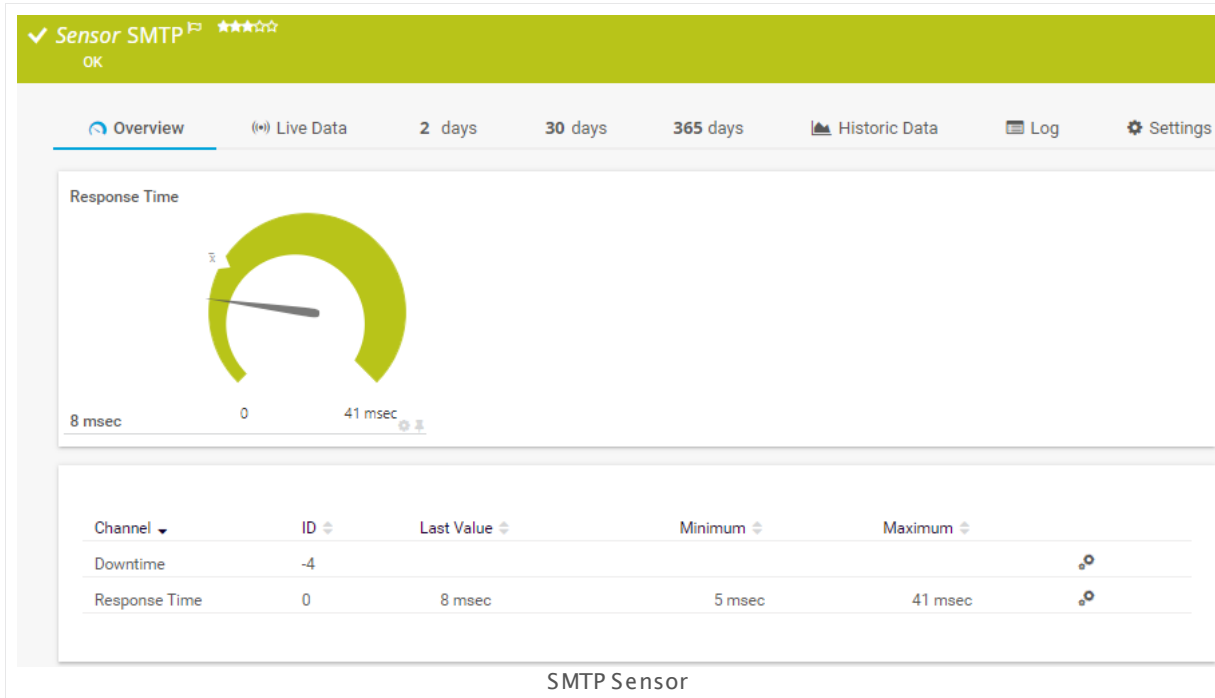 Sensor SMTP
OK
Overview Live Data 2 days 30 days 365 days Historic Data Log Settings
Response Time
x̄
0 41 msec
8 msec
Channel ID Last Value Minimum Maximum
Downtime -4
Response Time 0 8 msec 5 msec 41 msec
SMTP Sensor